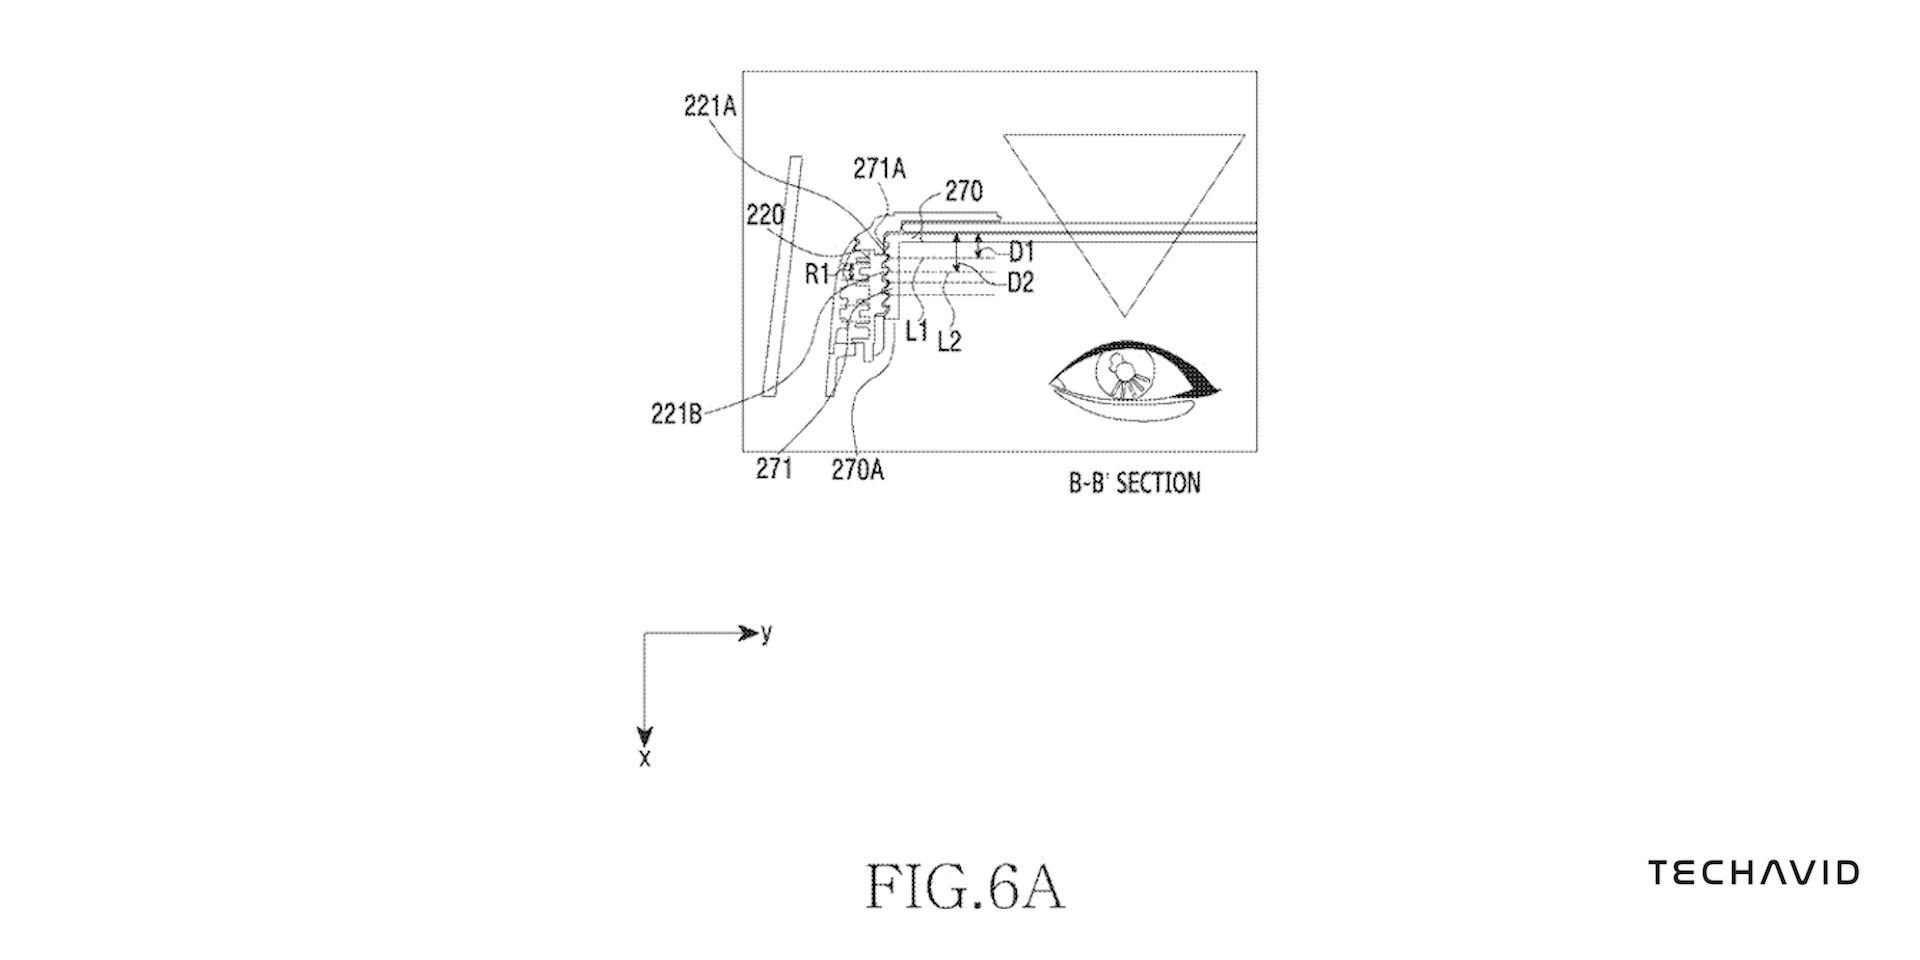 221A
271A
270
220
R1
D1
D2
L1
L2
221B
271
270A
B-B' SECTION
y
x
FIG.6A
TECHAVID